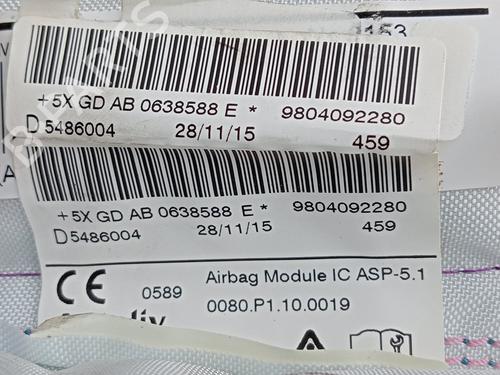 9153
+5X GD AB 0638588 E * 9804092280
D 5486004 28/11/15 459
+5X GD AB 0638588 E * 9804092280
D 5486004 28/11/15 459
CE 0589 Airbag Module IC ASP-5.1
0080.P1.10.0019